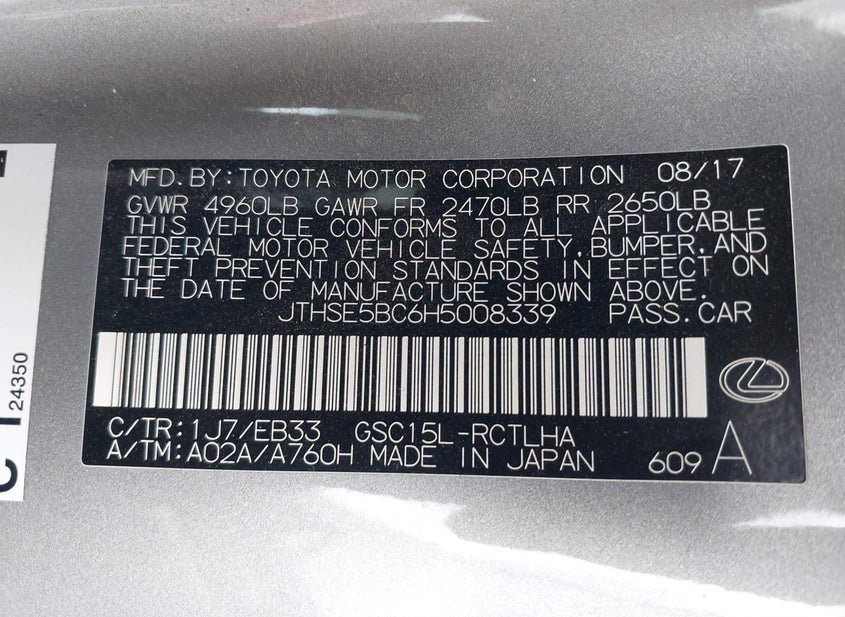 MFD. BY: TOYOTA MOTOR CORPORATION 08/17
GVWR 4960LB GAWR FR 2470LB RR 2650LB
THIS VEHICLE CONFORMS TO ALL APPLICABLE
FEDERAL MOTOR VEHICLE SAFETY, BUMPER, AND
THEFT PREVENTION STANDARDS IN EFFECT ON
THE DATE OF MANUFACTURE SHOWN ABOVE.
JTHSE5BC6H5008339 PASS. CAR
C/TR: 1J7/EB33 GSC15L-RCTLHA
A/TM: A02A/A760H MADE IN JAPAN 609 A
24350